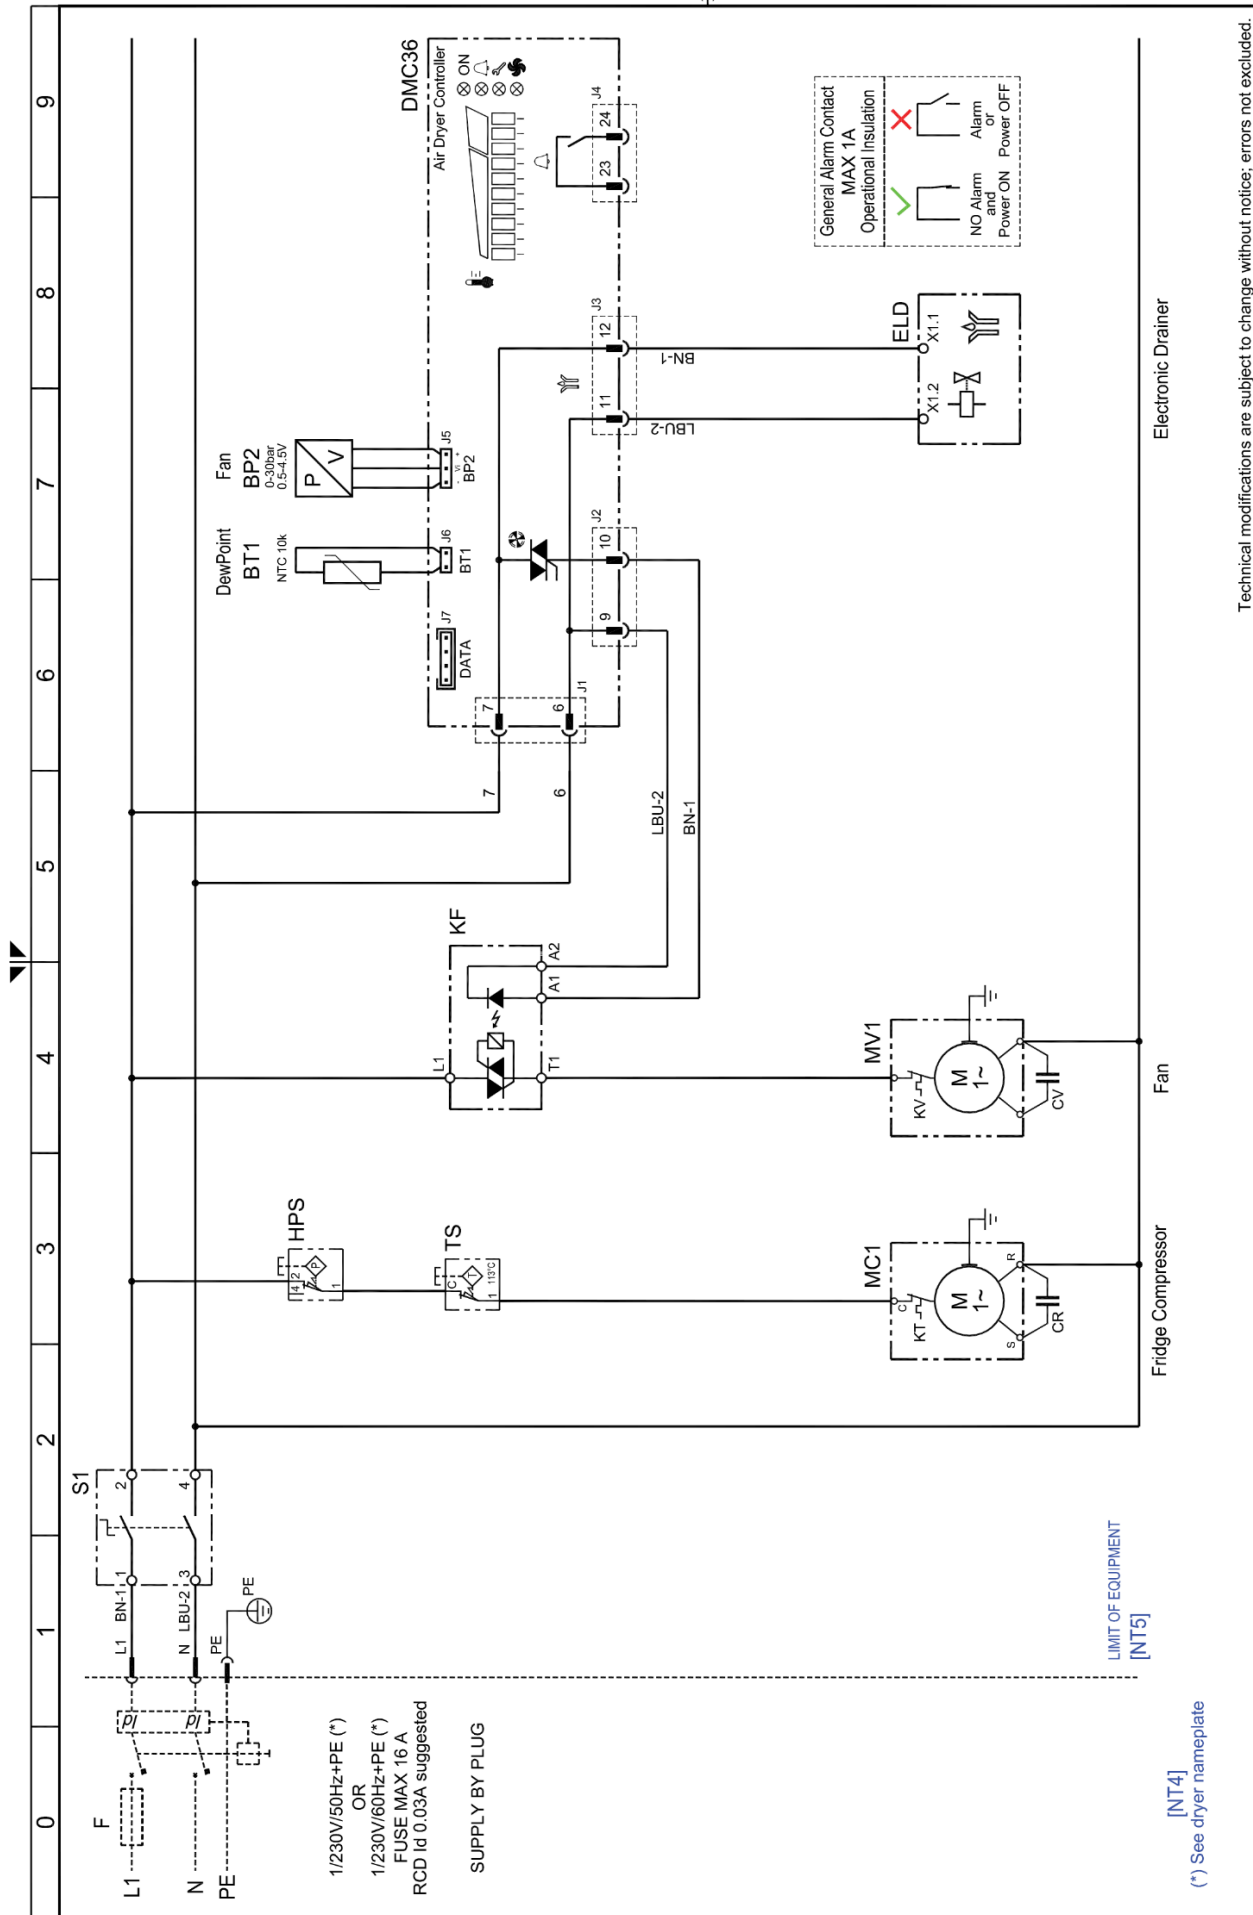 0
1
2
3
4
5
6
7
8
9
L1
N
PE
F
Id
Id
1/230V/50Hz+PE (*)
OR
1/230V/60Hz+PE (*)
FUSE MAX 16 A
RCD Id 0.03A suggested
SUPPLY BY PLUG
L1
BN-1
N
LBU-2
PE
PE
S1
1
2
3
4
LIMIT OF EQUIPMENT
[NT5]
[NT4]
(*) See dryer nameplate
HPS
4
2
P
1
TS
C
T
1
113°C
MC1
C
KT
M
1~
S
R
CR
Fridge Compressor
KF
L1
T1
A1
A2
MV1
KV
M
1~
CV
Fan
LBU-2
BN-1
7
6
7
6
J1
DMC36
Air Dryer Controller
ON
J7
DATA
DewPoint
BT1
NTC 10k
J6
BT1
Fan
BP2
0-30bar
0.5-4.5V
P
V
J5
- VI +
BP2
9
10
J2
11
12
J3
23
24
J4
LBU-2
BN-1
ELD
X1.2
X1.1
Electronic Drainer
General Alarm Contact
MAX 1A
Operational Insulation
NO Alarm
and
Power ON
Alarm
or
Power OFF
Technical modifications are subject to change without notice; errors not excluded.